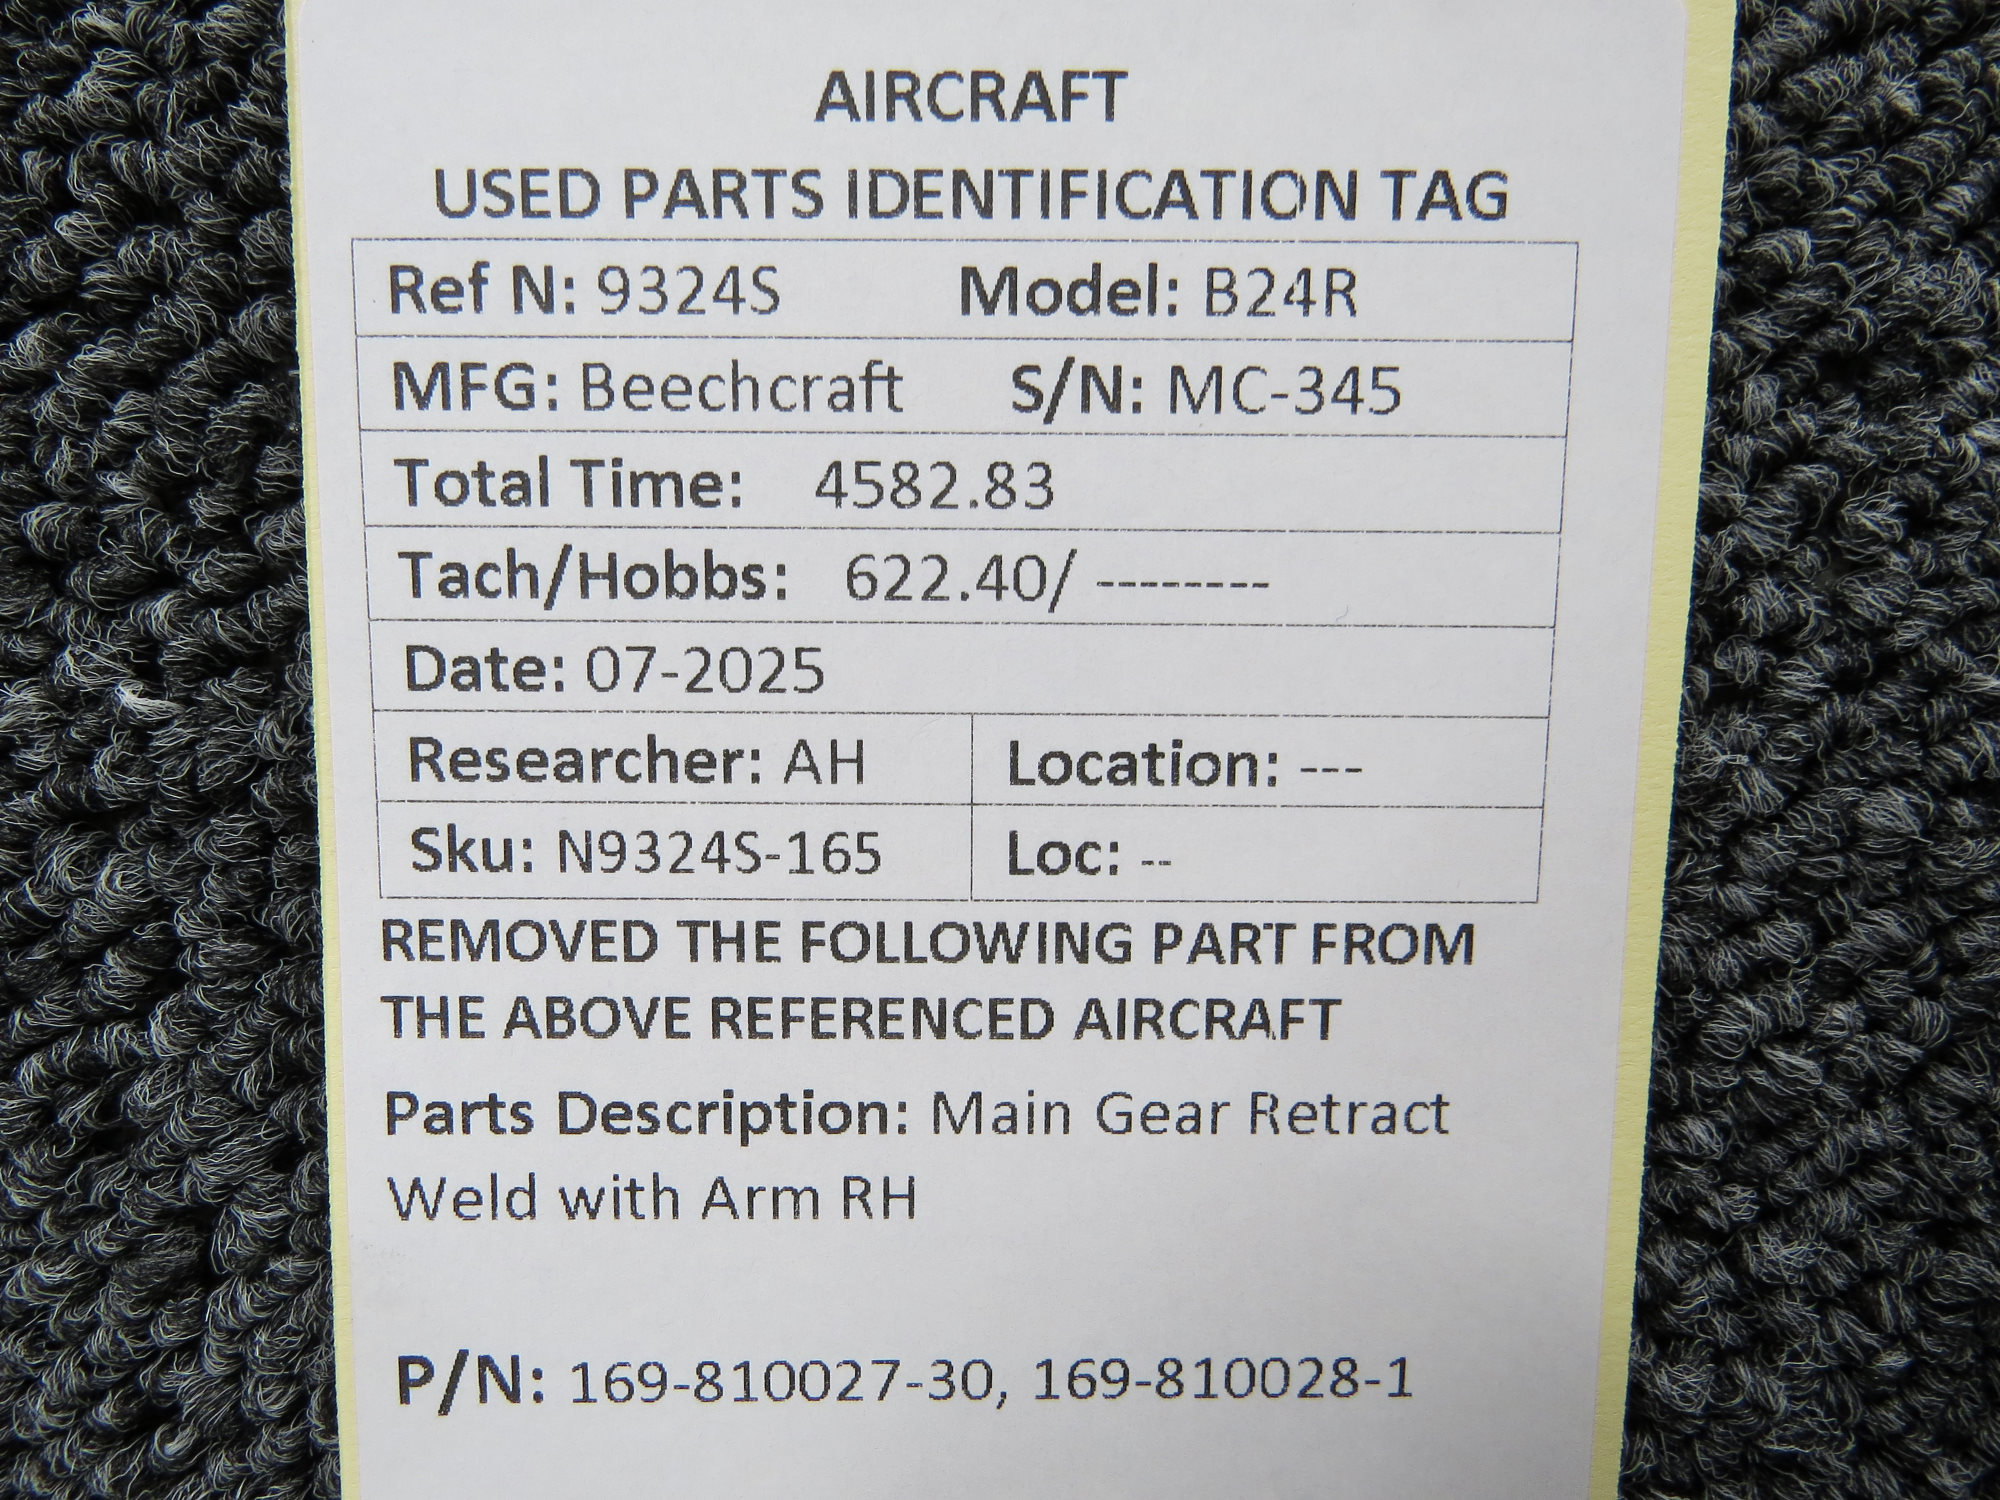 AIRCRAFT
USED PARTS IDENTIFICATION TAG
Ref N: 9324S Model: B24R
MFG: Beechcraft S/N: MC-345
Total Time: 4582.83
Tach/Hobbs: 622.40/ --------
Date: 07-2025
Researcher: AH Location: ---
Sku: N9324S-165 Loc: --
REMOVED THE FOLLOWING PART FROM
THE ABOVE REFERENCED AIRCRAFT
Parts Description: Main Gear Retract
Weld with Arm RH
P/N: 169-810027-30, 169-810028-1